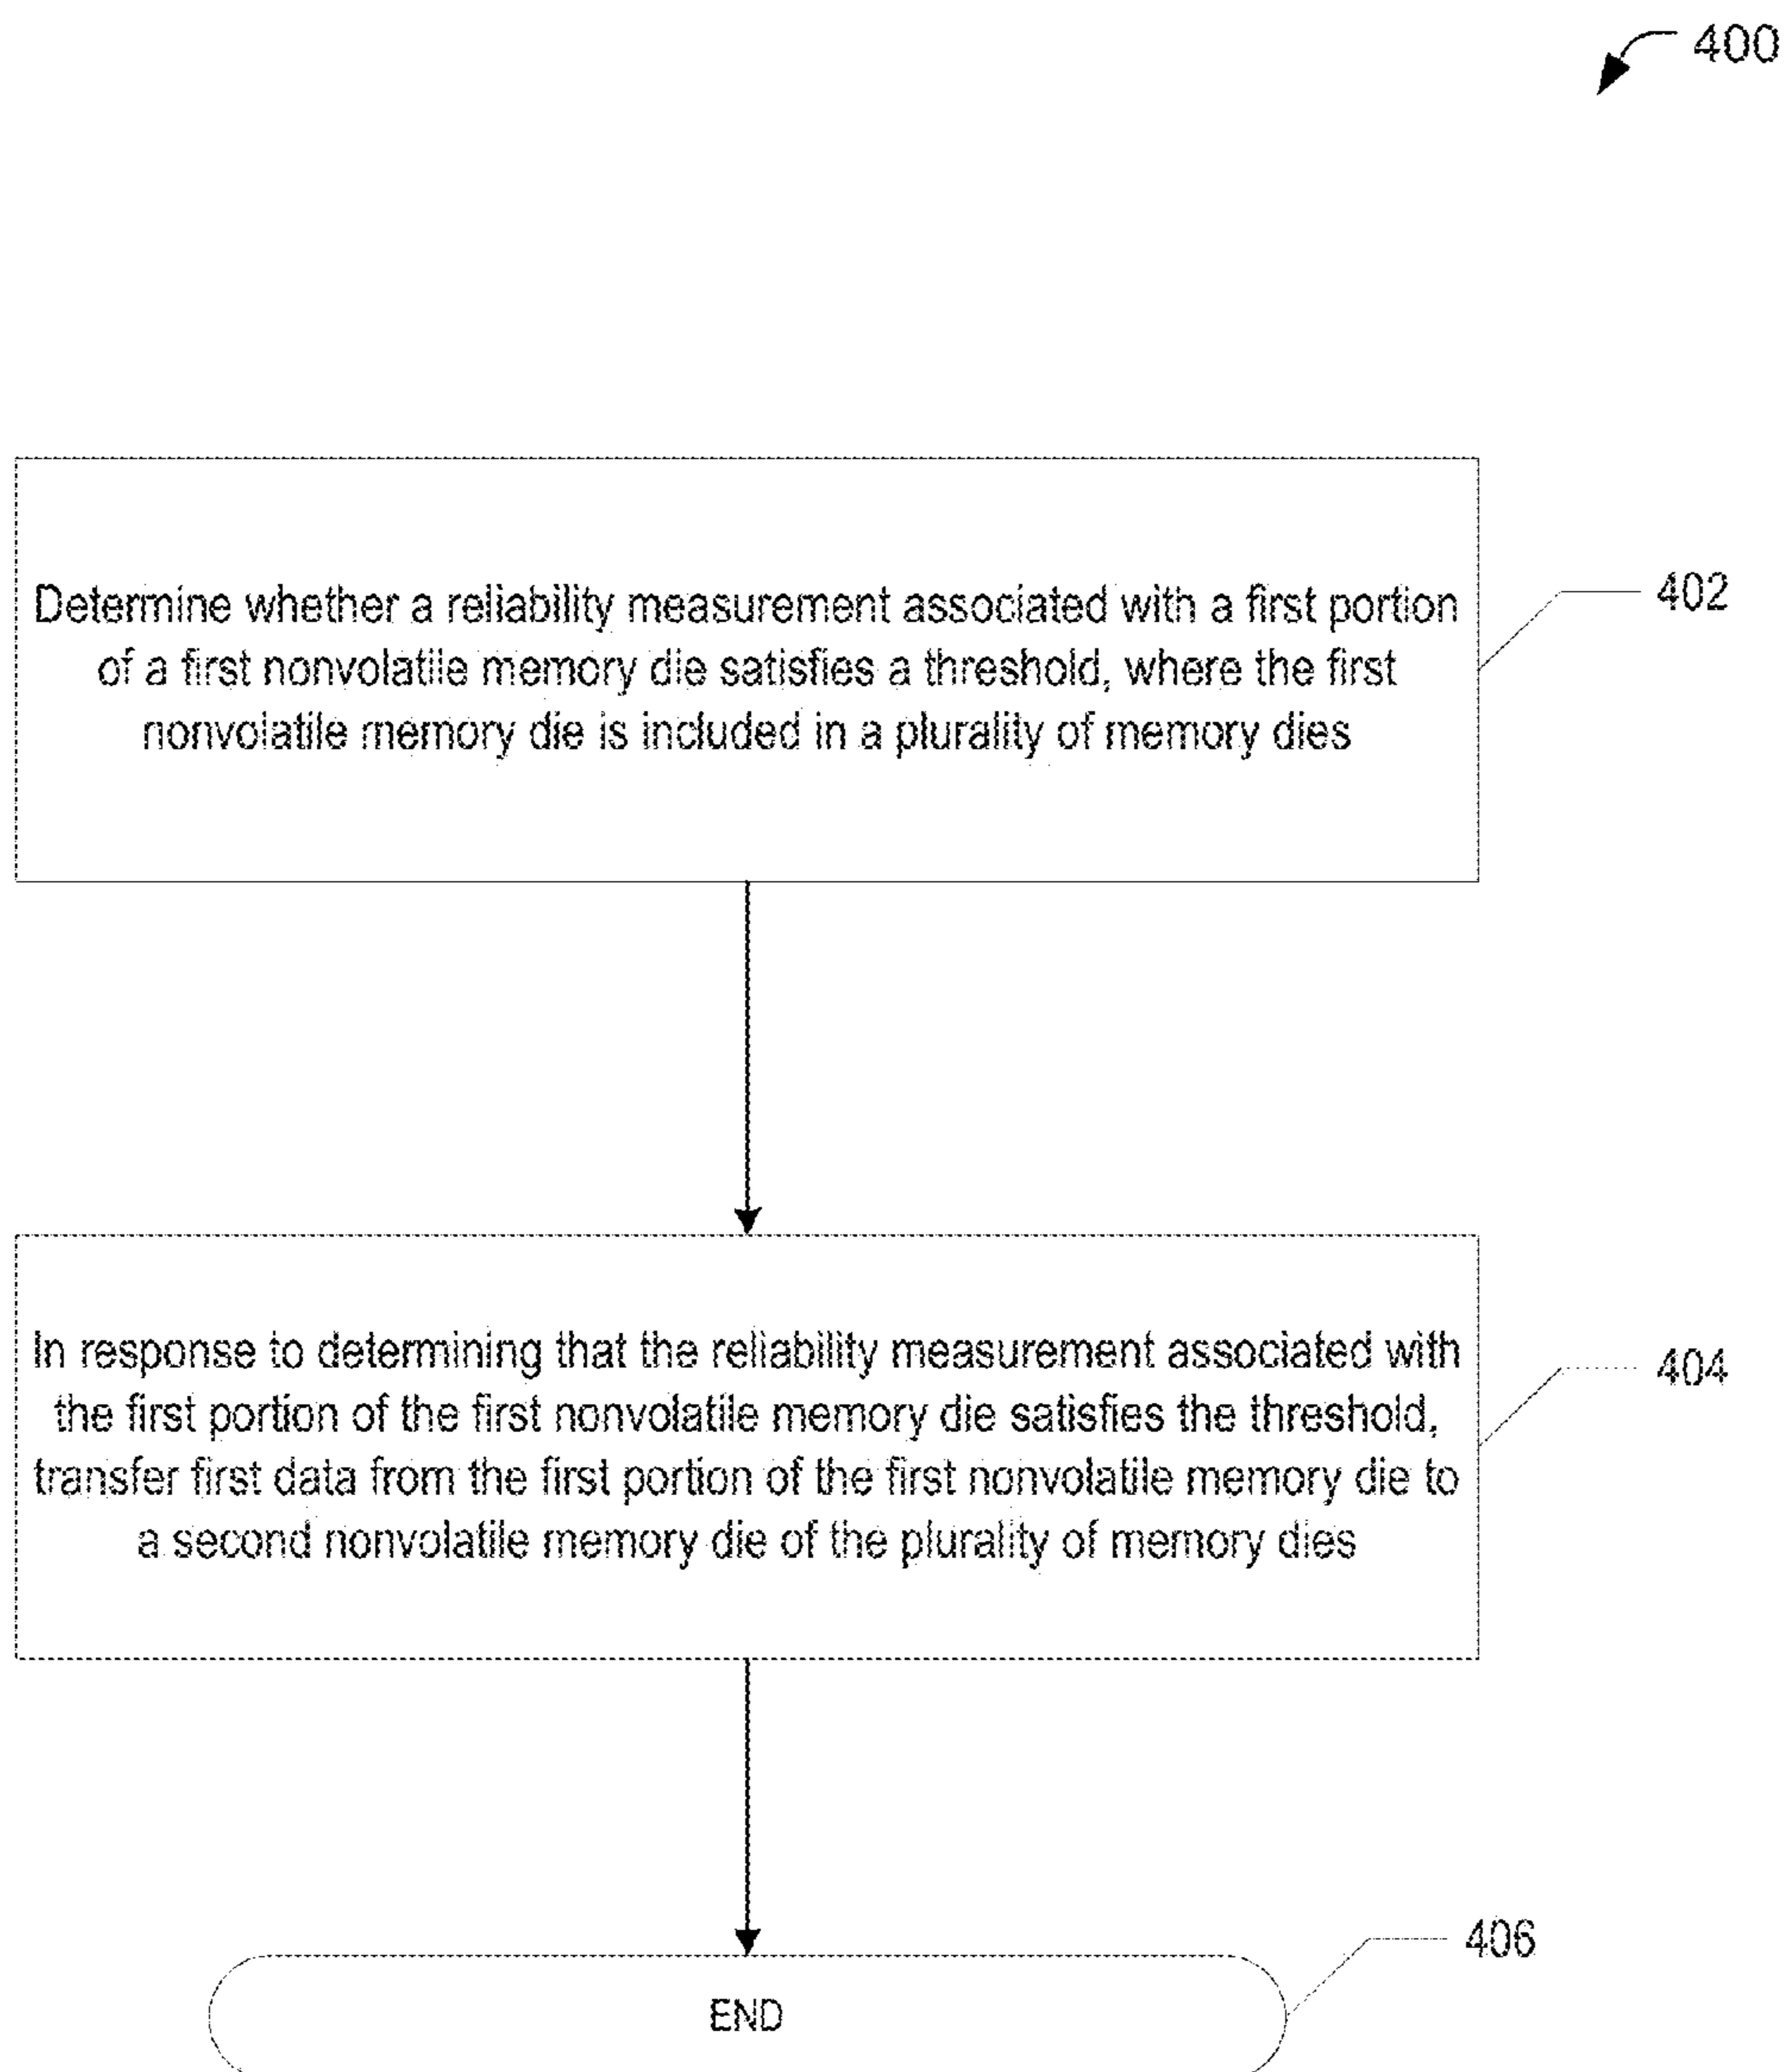 400
Determine whether a reliability measurement associated with a first portion
of a first nonvolatile memory die satisfies a threshold, where the first
nonvolatile memory die is included in a plurality of memory dies
402
In response to determining that the reliability measurement associated with
the first portion of the first nonvolatile memory die satisfies the threshold,
transfer first data from the first portion of the first nonvolatile memory die to
a second nonvolatile memory die of the plurality of memory dies
404
406
END